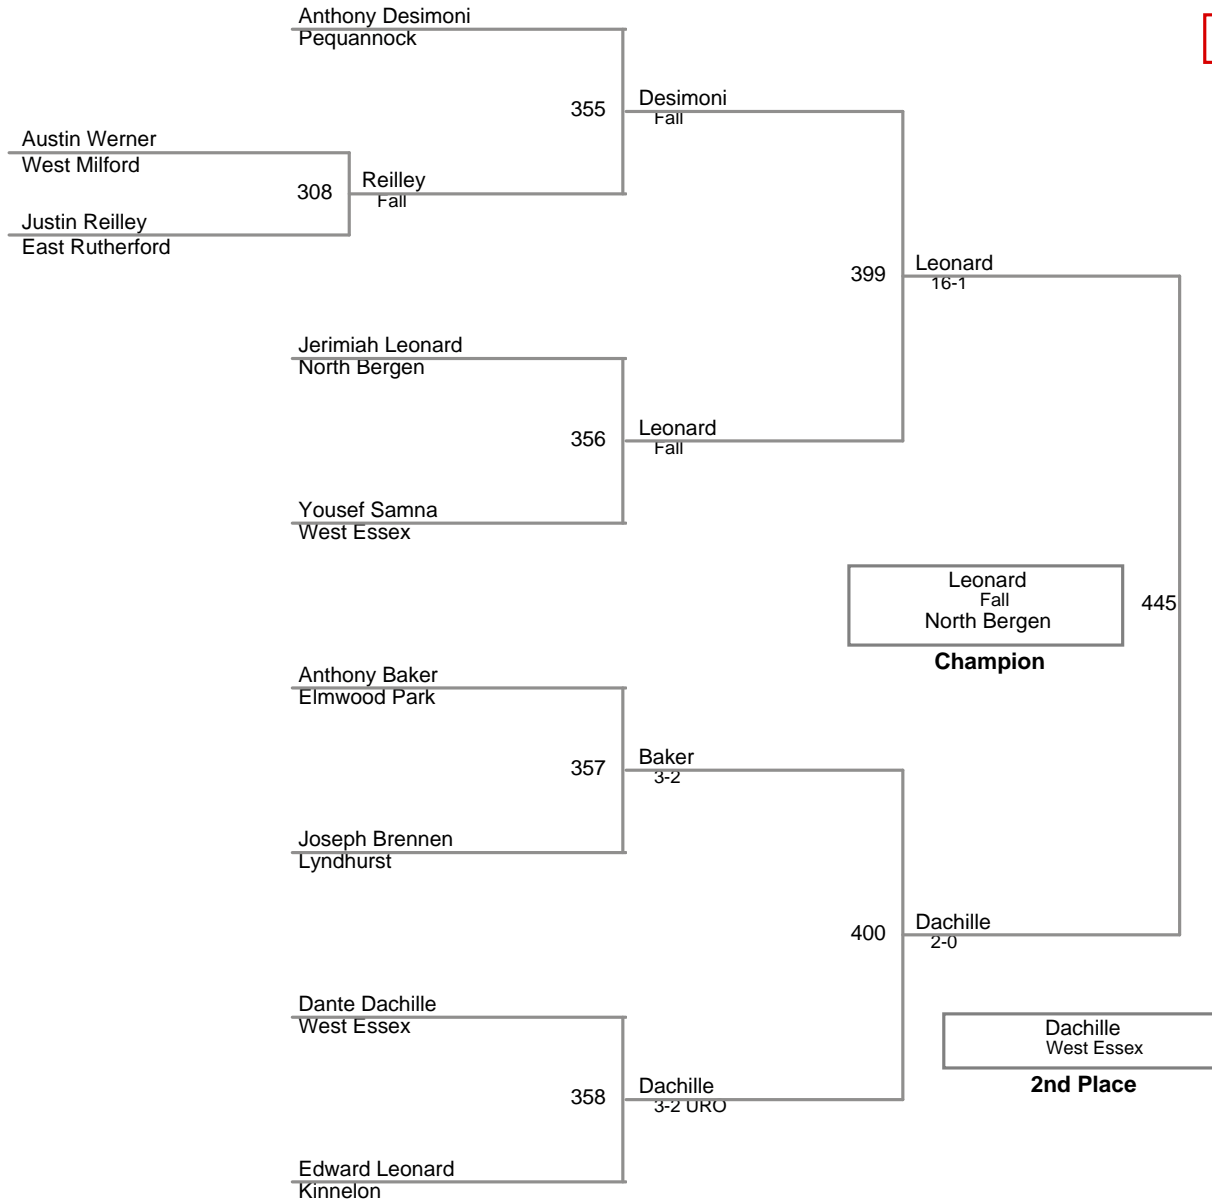 Anthony Desimoni
Pequannock
355
Desimoni
Fall
Austin Werner
West Milford
308
Reilley
Fall
Justin Reilley
East Rutherford
399
Leonard
16-1
Jerimiah Leonard
North Bergen
356
Leonard
Fall
Yousef Samna
West Essex
Leonard
Fall
North Bergen
445
Champion
Anthony Baker
Elmwood Park
357
Baker
3-2
Joseph Brennen
Lyndhurst
400
Dachille
2-0
Dante Dachille
West Essex
Dachille
West Essex
2nd Place
358
Dachille
3-2 URO
Edward Leonard
Kinnelon